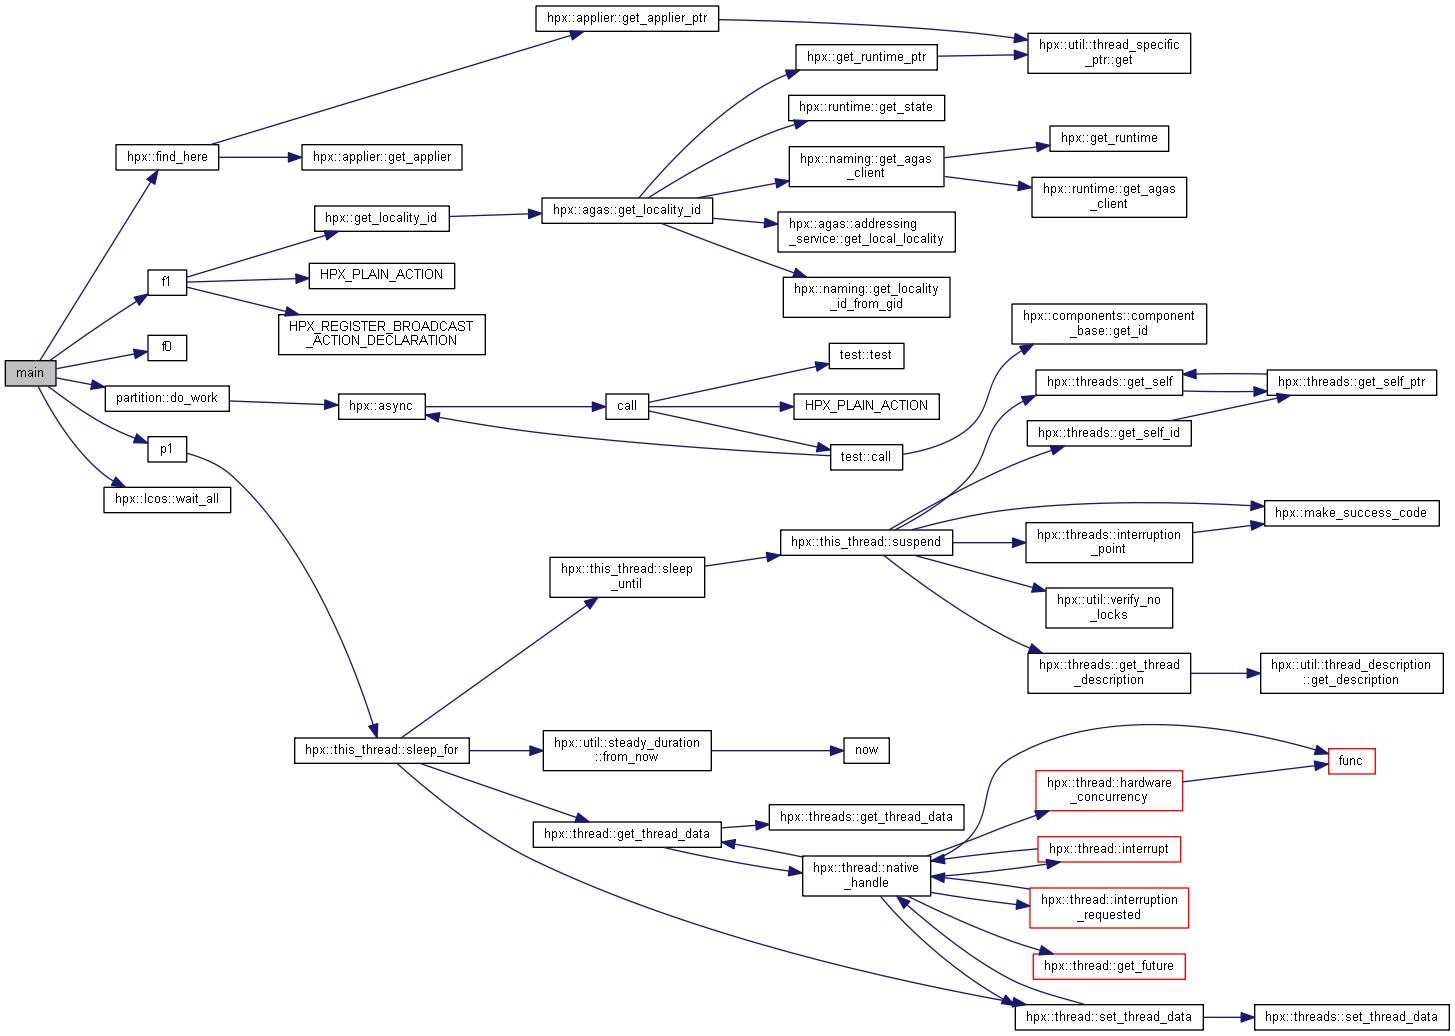 main
hpx::find_here
f1
f0
partition::do_work
p1
hpx::lcos::wait_all
hpx::applier::get_applier_ptr
hpx::applier::get_applier
hpx::get_locality_id
HPX_PLAIN_ACTION
HPX_REGISTER_BROADCAST
_ACTION_DECLARATION
hpx::async
hpx::this_thread::sleep_for
hpx::util::thread_specific
_ptr::get
hpx::agas::get_locality_id
hpx::get_runtime_ptr
hpx::runtime::get_state
hpx::naming::get_agas
_client
hpx::agas::addressing
_service::get_local_locality
hpx::naming::get_locality
_id_from_gid
hpx::get_runtime
hpx::runtime::get_agas
_client
call
test::test
HPX_PLAIN_ACTION
test::call
hpx::components::component
_base::get_id
hpx::this_thread::sleep
_until
hpx::this_thread::suspend
hpx::threads::get_self
hpx::threads::get_self_ptr
hpx::threads::get_self_id
hpx::make_success_code
hpx::threads::interruption
_point
hpx::util::verify_no
_locks
hpx::threads::get_thread
_description
hpx::util::thread_description
::get_description
hpx::util::steady_duration
::from_now
now
hpx::thread::get_thread_data
hpx::threads::get_thread_data
hpx::thread::native
_handle
func
hpx::thread::hardware
_concurrency
hpx::thread::interrupt
hpx::thread::interruption
_requested
hpx::thread::get_future
hpx::thread::set_thread_data
hpx::threads::set_thread_data